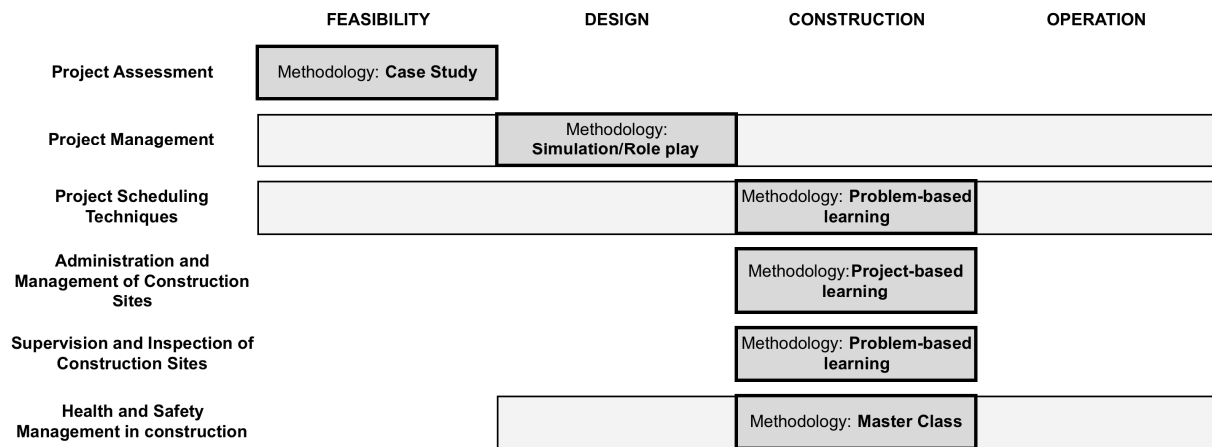 FEASIBILITY DESIGN CONSTRUCTION OPERATION
Project Assessment
Methodology: Case Study
Project Management
Methodology:
Simulation/Role play
Project Scheduling
Techniques
Methodology: Problem-based
learning
Administration and
Management of Construction
Sites
Methodology:Project-based
learning
Supervision and Inspection of
Construction Sites
Methodology: Problem-based
learning
Health and Safety
Management in construction
Methodology: Master Class